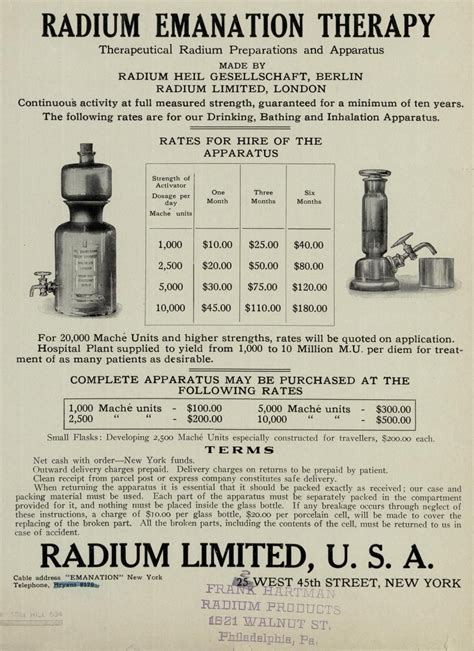 RADIUM EMANATION THERAPY
Therapeutical Radium Preparations and Apparatus
MADE BY
RADIUM HEIL GESELLSCHAFT, BERLIN
RADIUM LIMITED, LONDON
Continuous activity at full measured strength, guaranteed for a minimum of ten years.
The following rates are for our Drinking, Bathing and Inhalation Apparatus.
RATES FOR HIRE OF THE
APPARATUS
Strength of
Activator
Dosage per
day
Maché units
One
Month
Three
Months
Six
Months
1,000 $10.00 $25.00 $40.00
2,500 $20.00 $50.00 $80.00
5,000 $30.00 $75.00 $120.00
10,000 $45.00 $110.00 $180.00
For 20,000 Maché Units and higher strengths, rates will be quoted on application.
Hospital Plant supplied to yield from 1,000 to 10 Million M.U. per diem for treat-
ment of as many patients as desirable.
COMPLETE APPARATUS MAY BE PURCHASED AT THE
FOLLOWING RATES
1,000 Maché units - $100.00 5,000 Maché units - $300.00
2,500 " " - $200.00 10,000 " " - $500.00
Small Flasks: Developing 2,500 Maché Units especially constructed for travellers, $200.00 each.
TERMS
Net cash with order—New York funds.
Outward delivery charges prepaid. Delivery charges on returns to be prepaid by patient.
Clean receipt from parcel post or express company constitutes safe delivery.
When returning the apparatus it is essential that it should be packed exactly as received; our case and
packing material must be used. Each part of the apparatus must be separately packed in the compartment
provided for it, and nothing must be placed inside the glass bottle. If any breakage occurs through neglect of
these instructions, a charge of $10.00 per glass bottle, $20.00 per porcelain cell, will be made to cover the
replacing of the broken part. All the broken parts, including the contents of the cell, must be returned to us in
case of accident.
RADIUM LIMITED, U. S. A.
Cable address "EMANATION" New York
Telephone, Bryant
25 WEST 45th STREET, NEW YORK
FRANK HARTMAN
RADIUM PRODUCTS
1521 WALNUT ST.
Philadelphia, Pa.